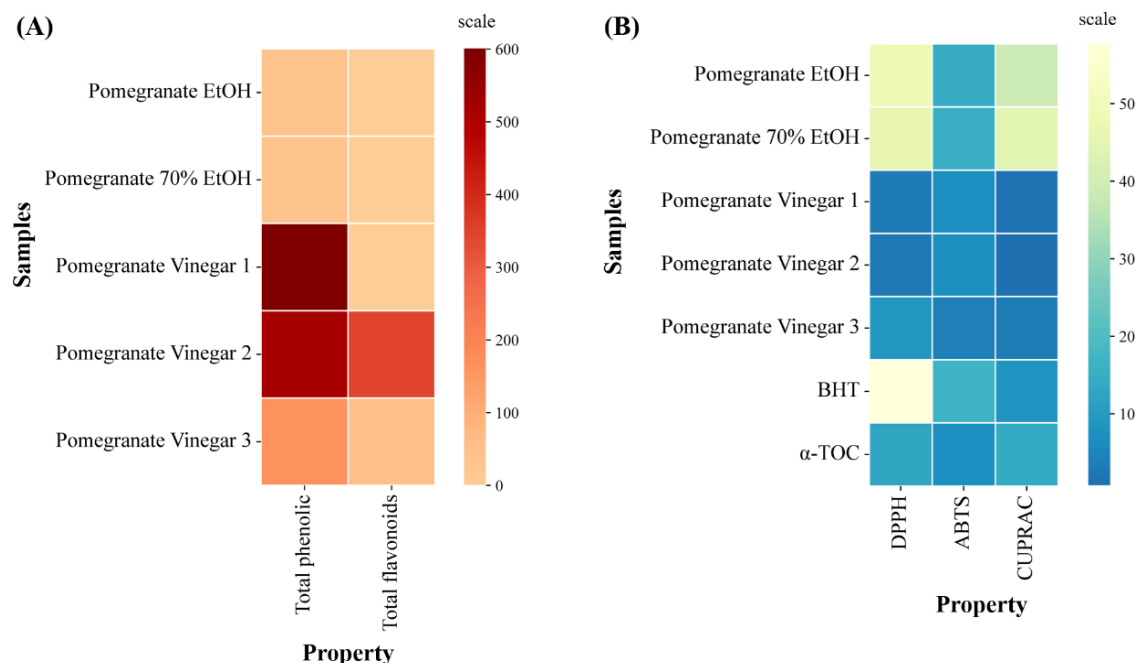 (A)
scale
Samples
Pomegranate EtOH
Pomegranate 70% EtOH
Pomegranate Vinegar 1
Pomegranate Vinegar 2
Pomegranate Vinegar 3
600
500
400
300
200
100
0
Total phenolic
Total flavonoids
Property
(B)
scale
Samples
Pomegranate EtOH
Pomegranate 70% EtOH
Pomegranate Vinegar 1
Pomegranate Vinegar 2
Pomegranate Vinegar 3
BHT
α-TOC
50
40
30
20
10
DPPH
ABTS
CUPRAC
Property